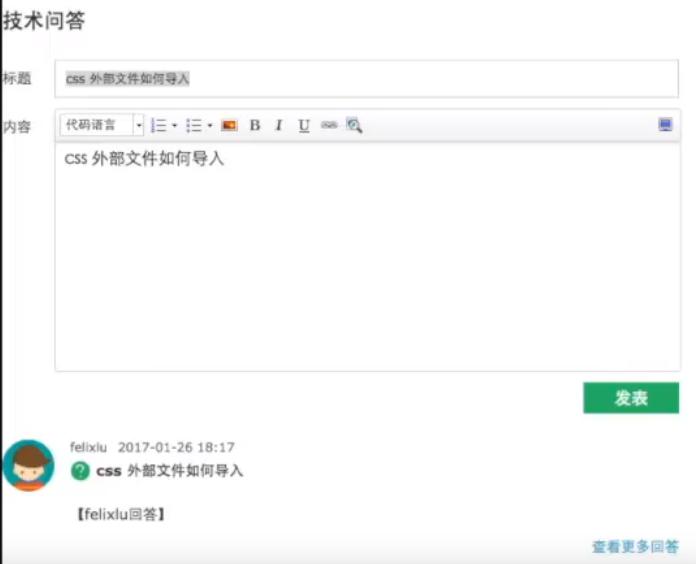 技术问答
标题 css 外部文件如何导入
内容 代码语言 B I U
css 外部文件如何导入
发表
felixlu 2017-01-26 18:17
? css 外部文件如何导入
【felixlu回答】
查看更多回答